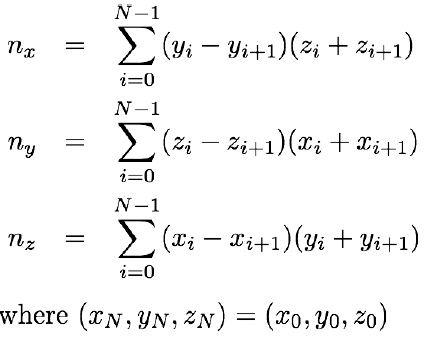 n_x = \sum_{i=0}^{N-1} (y_i − y_{i+1})(z_i + z_{i+1})
n_y = \sum_{i=0}^{N-1} (z_i − z_{i+1})(x_i + x_{i+1})
n_z = \sum_{i=0}^{N-1} (x_i − x_{i+1})(y_i + y_{i+1})
where (x_N, y_N, z_N) = (x_0, y_0, z_0)